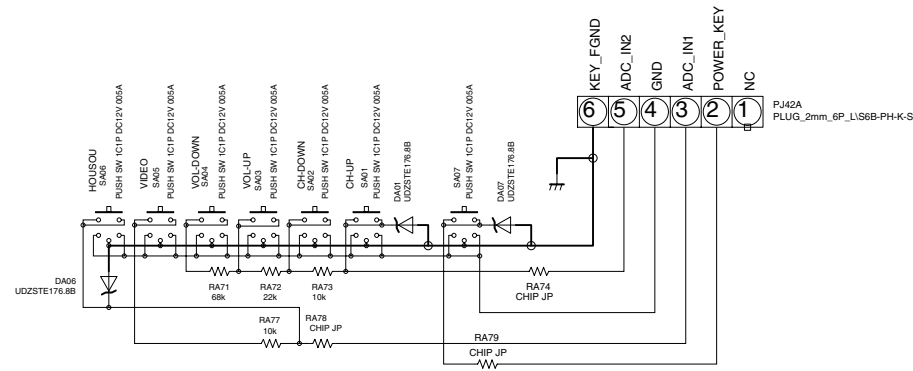 KEY_FGND
ADC_IN2
GND
ADC_IN1
POWER_KEY
NC
6
5
4
3
2
1
PJ42A
PLUG_2mm_6P_L\S6B-PH-K-S
HOUSOU
SA06
PUSH SW 1C1P DC12V 005A
VIDEO
SA05
PUSH SW 1C1P DC12V 005A
VOL-DOWN
SA04
PUSH SW 1C1P DC12V 005A
VOL-UP
SA03
PUSH SW 1C1P DC12V 005A
CH-DOWN
SA02
PUSH SW 1C1P DC12V 005A
CH-UP
SA01
PUSH SW 1C1P DC12V 005A
DA01
UDZSTE176.8B
SA07
PUSH SW 1C1P DC12V 005A
DA07
UDZSTE176.8B
DA06
UDZSTE176.8B
RA71
68k
RA72
22k
RA73
10k
RA74
CHIP JP
RA77
10k
RA78
CHIP JP
RA79
CHIP JP